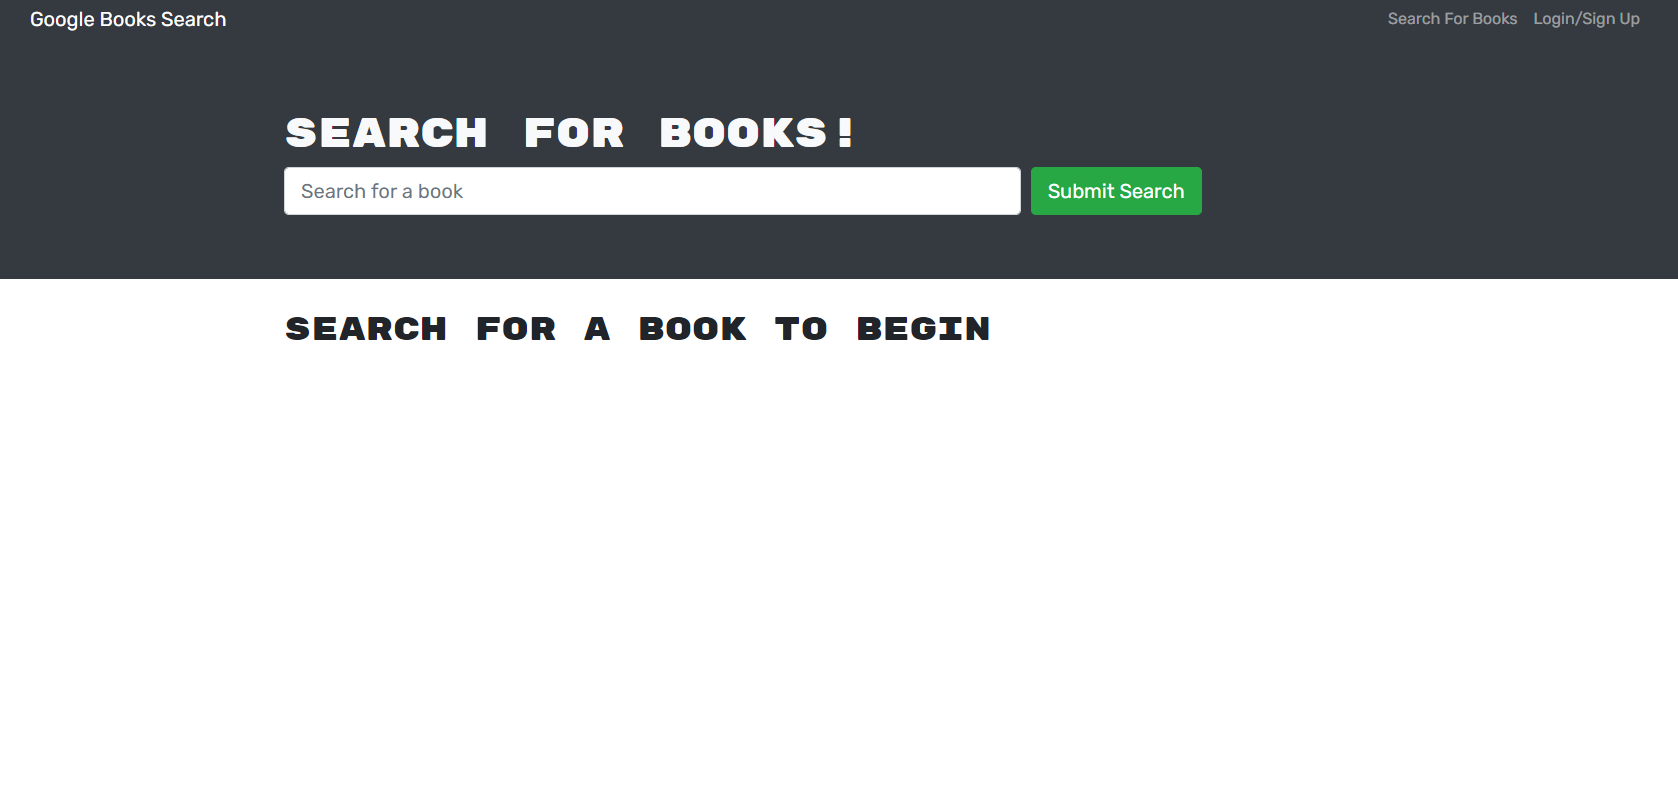 Google Books Search
Search For Books
Login/Sign Up
SEARCH FOR BOOKS!
Search for a book
Submit Search
SEARCH FOR A BOOK TO BEGIN